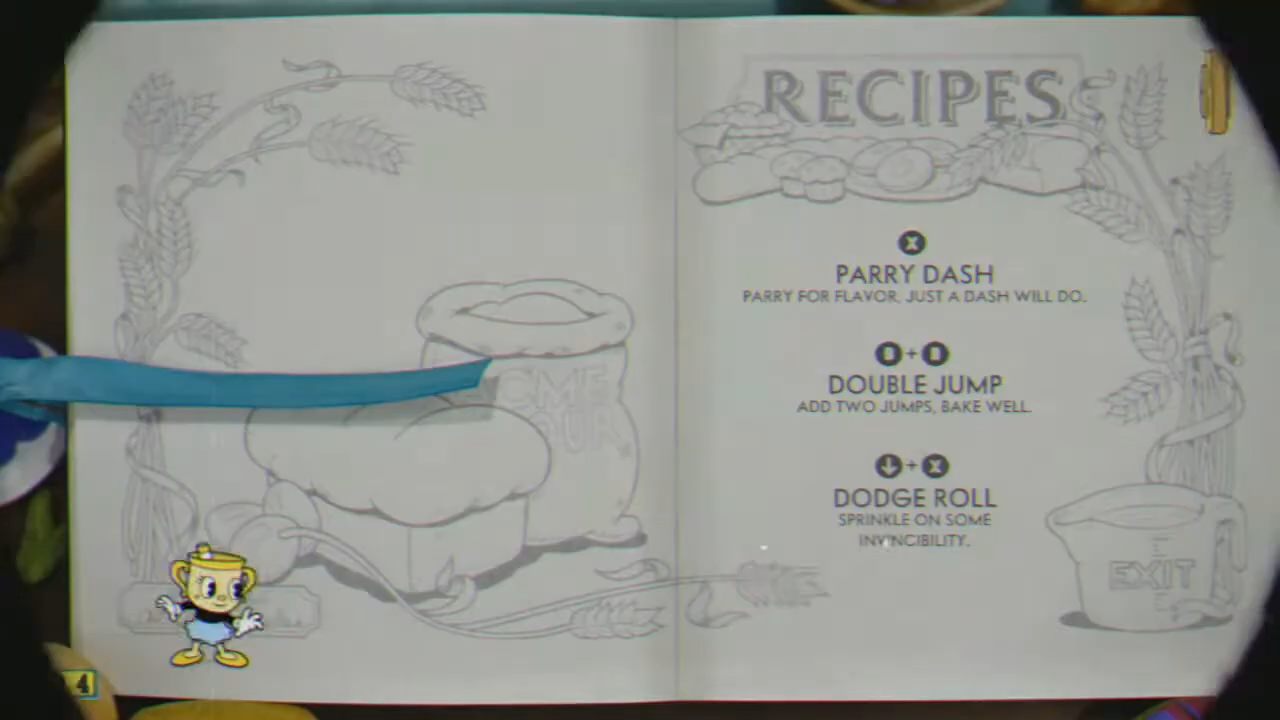 RECIPES
X
PARRY DASH
PARRY FOR FLAVOR, JUST A DASH WILL DO.
+
DOUBLE JUMP
ADD TWO JUMPS, BAKE WELL.
↓ + X
DODGE ROLL
SPRINKLE ON SOME
INVINCIBILITY.
EXIT
4